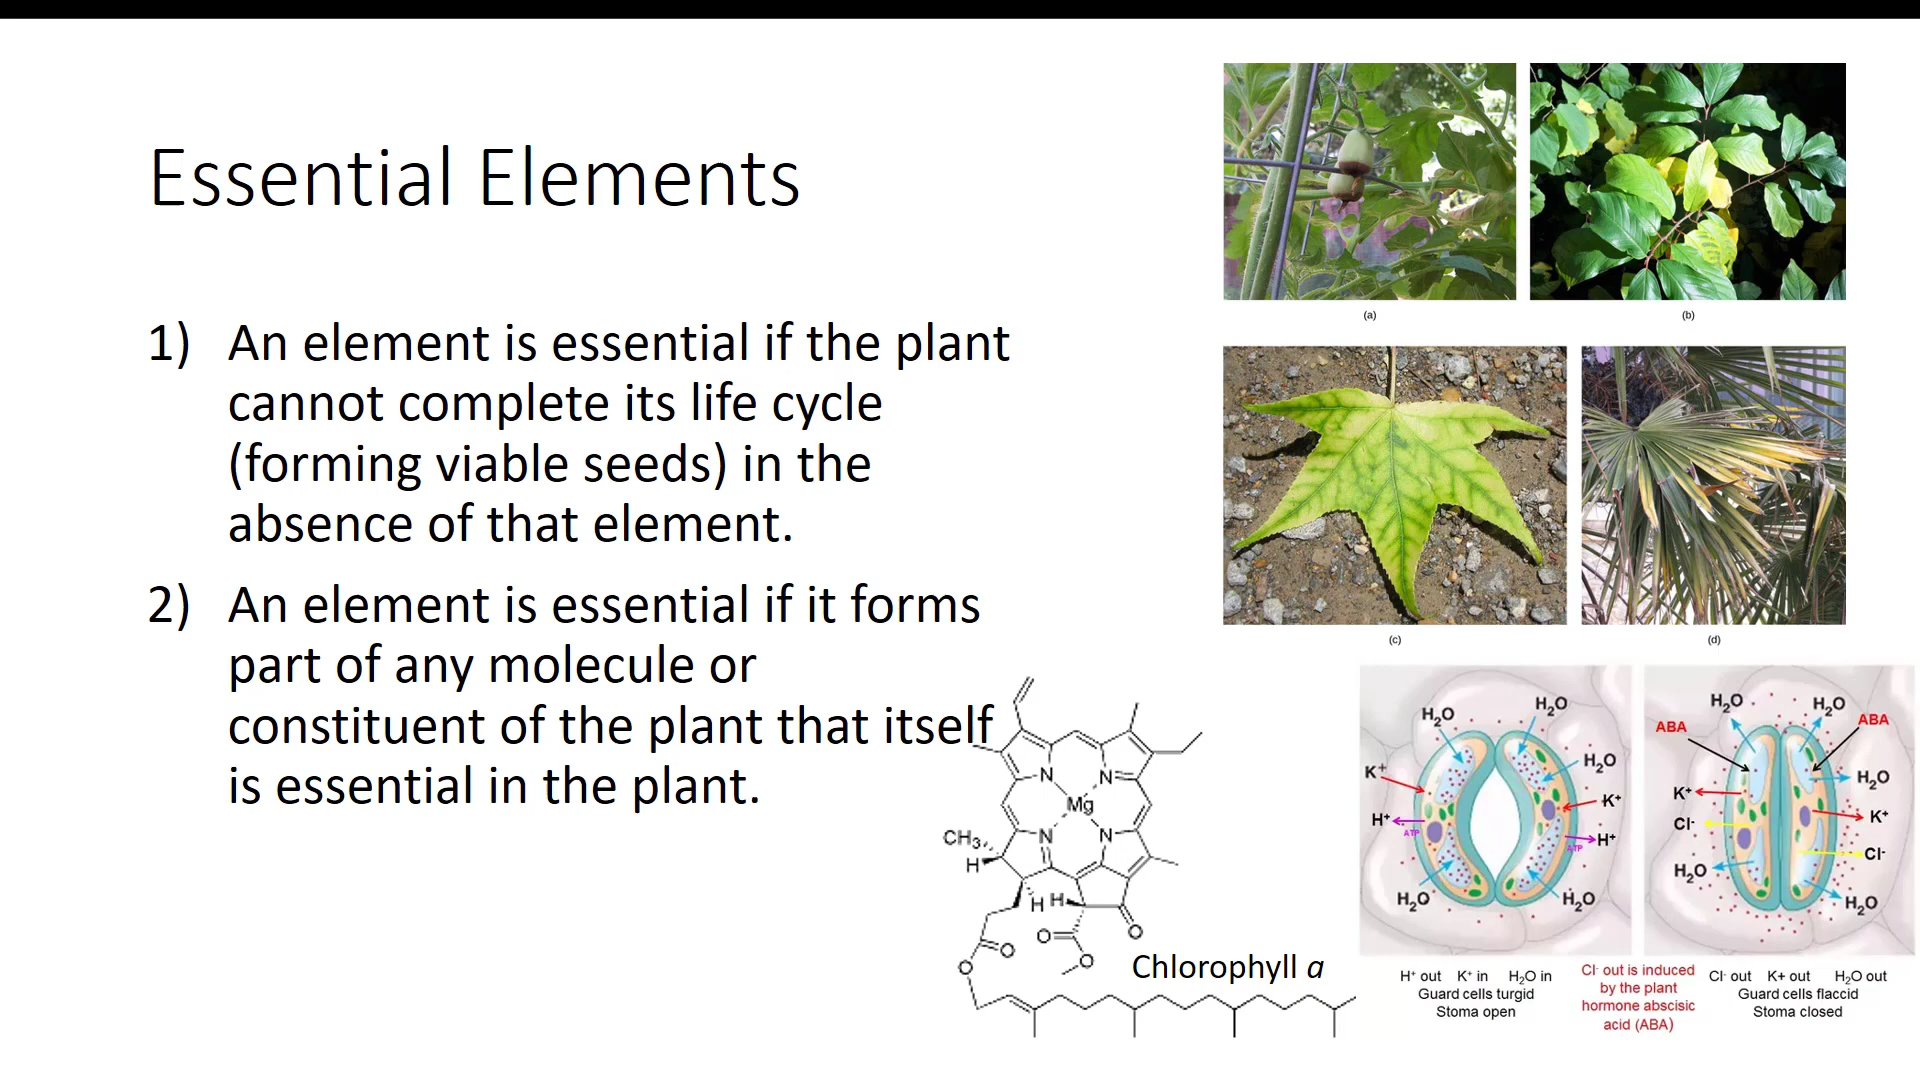 Essential Elements
1) An element is essential if the plant
cannot complete its life cycle
(forming viable seeds) in the
absence of that element.
2) An element is essential if it forms
part of any molecule or
constituent of the plant that itself
is essential in the plant.
(a)
(b)
(c)
(d)
N
N
Mg
N
N
CH₃
H
H
H
O
O
O
O
O
Chlorophyll a
H₂O
H₂O
K⁺
H₂O
K⁺
H⁺
ATP
H⁺
ATP
H₂O
H₂O
H⁺ out K⁺ in H₂O in
Guard cells turgid
Stoma open
Cl⁻ out is induced
by the plant
hormone abscisic
acid (ABA)
H₂O
H₂O
ABA
ABA
H₂O
K⁺
K⁺
Cl⁻
Cl⁻
H₂O
H₂O
Cl⁻ out K+ out H₂O out
Guard cells flaccid
Stoma closed